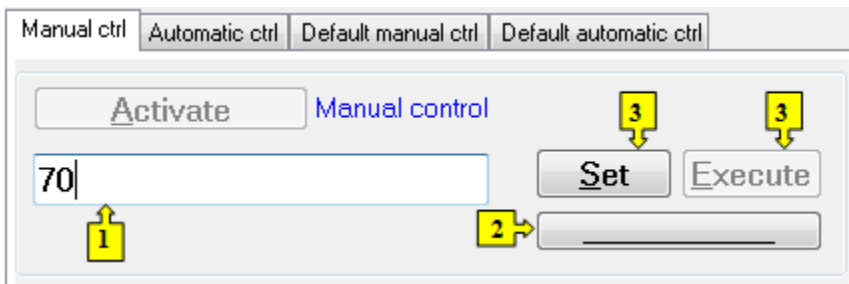 Manual ctrl Automatic ctrl Default manual ctrl Default automatic ctrl
Activate Manual control 3 3
70 Set Execute
1 2